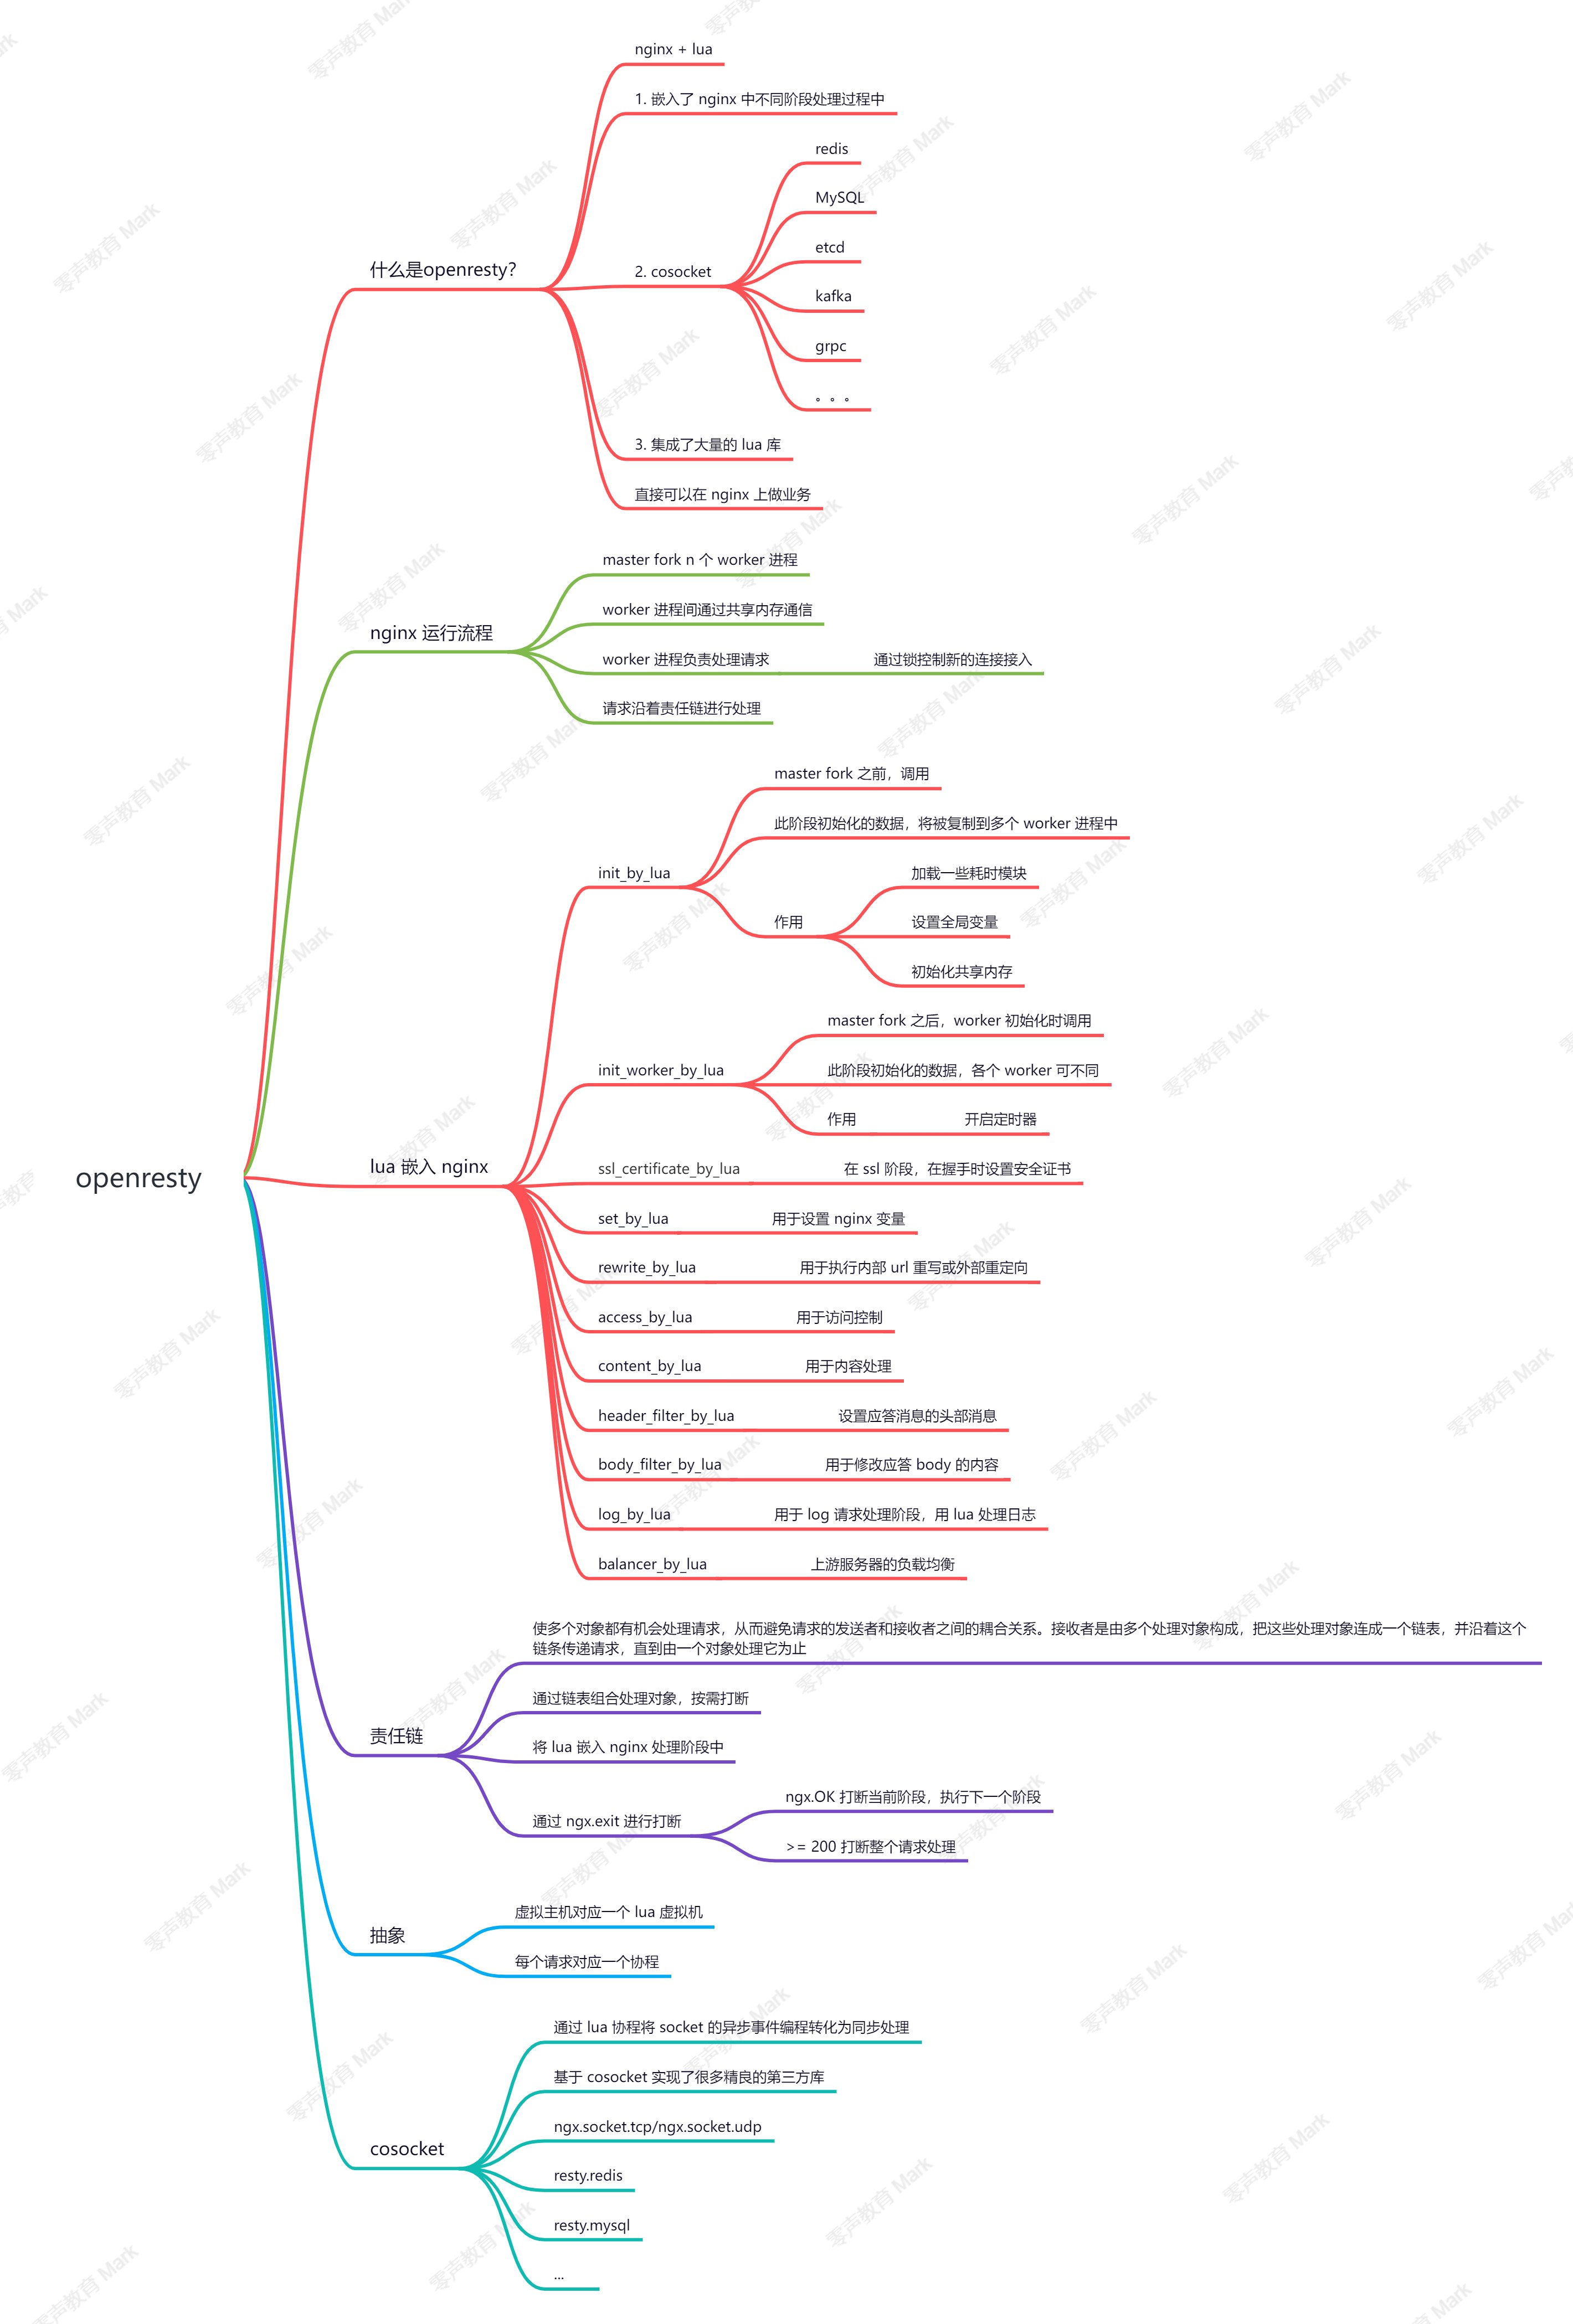 openresty
什么是openresty?
nginx + lua
1. 嵌入了 nginx 中不同阶段处理过程中
2. cosocket
redis
MySQL
etcd
kafka
grpc
。。。
3. 集成了大量的 lua 库
直接可以在 nginx 上做业务
nginx 运行流程
master fork n 个 worker 进程
worker 进程间通过共享内存通信
worker 进程负责处理请求
通过锁控制新的连接接入
请求沿着责任链进行处理
lua 嵌入 nginx
init_by_lua
master fork 之前，调用
此阶段初始化的数据，将被复制到多个 worker 进程中
作用
加载一些耗时模块
设置全局变量
初始化共享内存
init_worker_by_lua
master fork 之后，worker 初始化时调用
此阶段初始化的数据，各个 worker 可不同
作用
开启定时器
ssl_certificate_by_lua
在 ssl 阶段，在握手时设置安全证书
set_by_lua
用于设置 nginx 变量
rewrite_by_lua
用于执行内部 url 重写或外部重定向
access_by_lua
用于访问控制
content_by_lua
用于内容处理
header_filter_by_lua
设置应答消息的头部消息
body_filter_by_lua
用于修改应答 body 的内容
log_by_lua
用于 log 请求处理阶段，用 lua 处理日志
balancer_by_lua
上游服务器的负载均衡
责任链
使多个对象都有机会处理请求，从而避免请求的发送者和接收者之间的耦合关系。接收者是由多个处理对象构成，把这些处理对象连成一个链表，并沿着这个
链条传递请求，直到由一个对象处理它为止
通过链表组合处理对象，按需打断
将 lua 嵌入 nginx 处理阶段中
通过 ngx.exit 进行打断
ngx.OK 打断当前阶段，执行下一个阶段
>= 200 打断整个请求处理
抽象
虚拟主机对应一个 lua 虚拟机
每个请求对应一个协程
cosocket
通过 lua 协程将 socket 的异步事件编程转化为同步处理
基于 cosocket 实现了很多精良的第三方库
ngx.socket.tcp/ngx.socket.udp
resty.redis
resty.mysql
...
零声教育 Mark